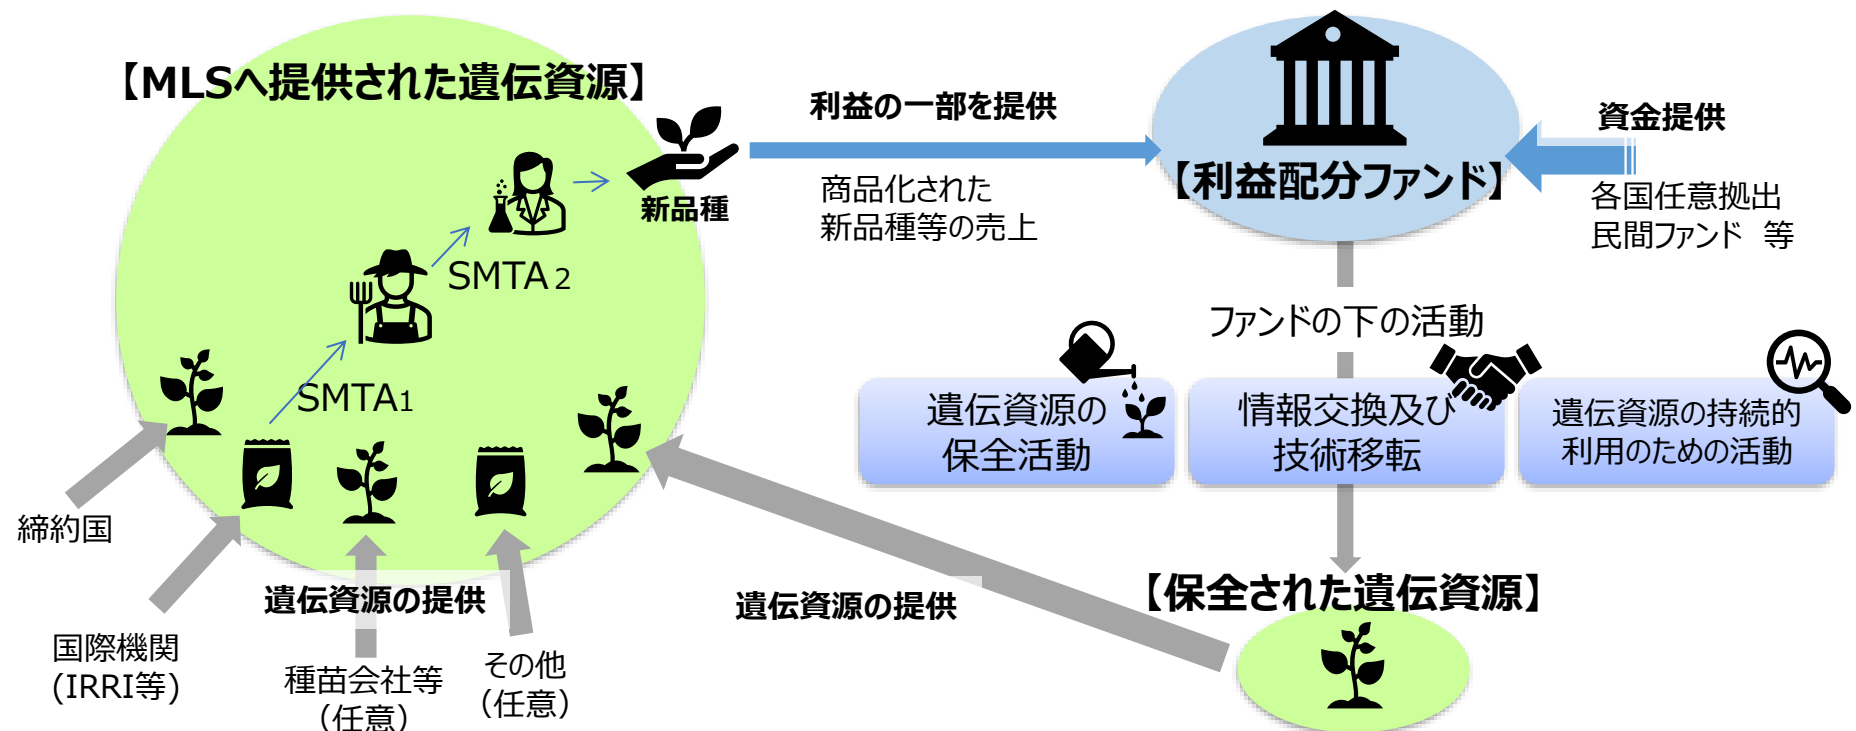 【MLSへ提供された遺伝資源】
新品種
SMTA２
SMTA1
締約国
国際機関
(IRRI等)
遺伝資源の提供
種苗会社等
（任意）
その他
（任意）
利益の一部を提供
商品化された
新品種等の売上
【利益配分ファンド】
資金提供
各国任意拠出
民間ファンド　等
ファンドの下の活動
遺伝資源の
保全活動
情報交換及び
技術移転
遺伝資源の持続的
利用のための活動
遺伝資源の提供
【保全された遺伝資源】